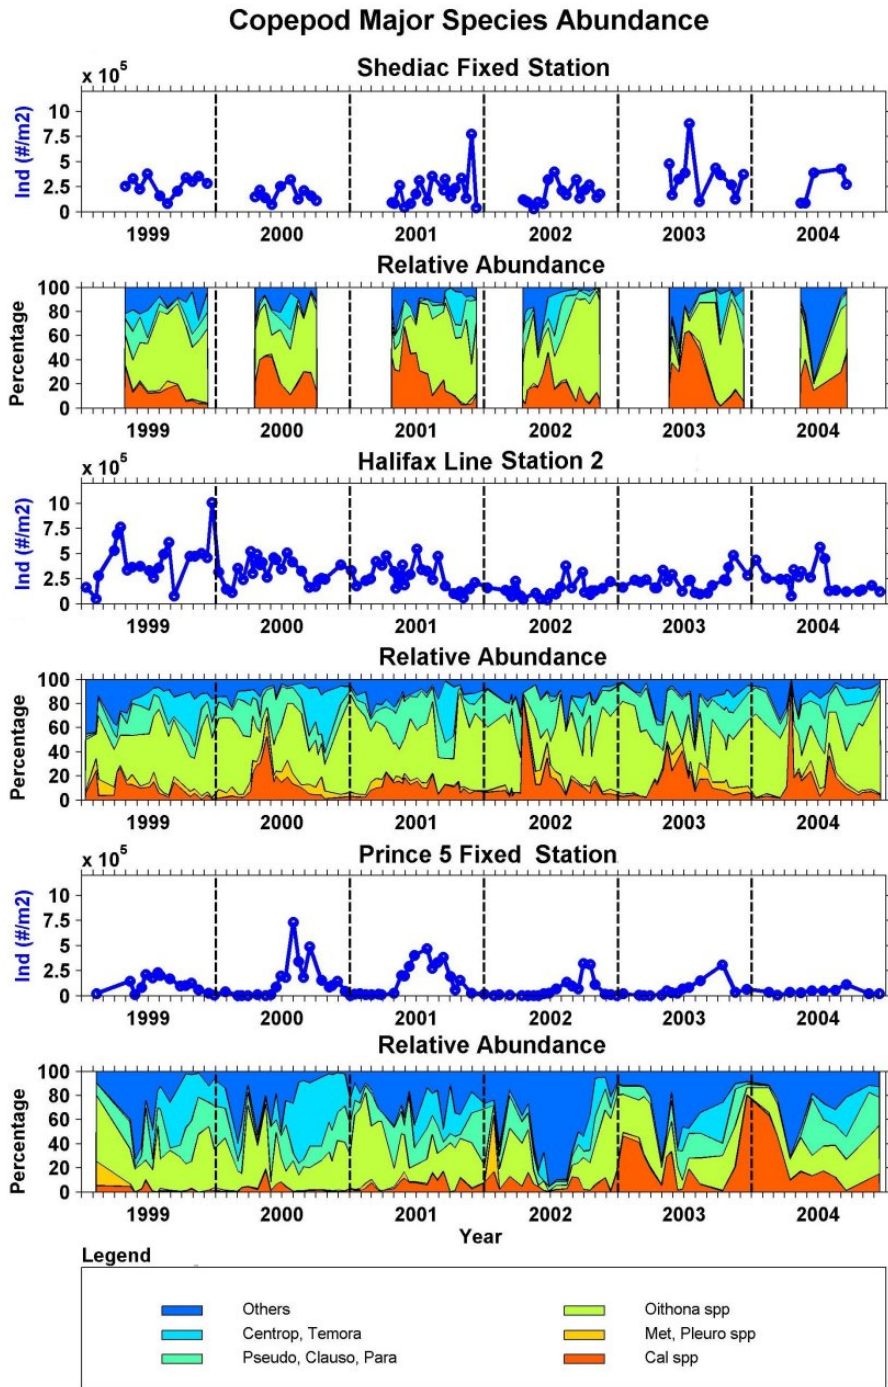 Copepod Major Species Abundance
Shediac Fixed Station
x 10⁵
Ind (#/m2)
10
7.5
5
2.5
0
1999 2000 2001 2002 2003 2004
Relative Abundance
Percentage
100
80
60
40
20
0
1999 2000 2001 2002 2003 2004
Halifax Line Station 2
x 10⁵
Ind (#/m2)
10
7.5
5
2.5
0
1999 2000 2001 2002 2003 2004
Relative Abundance
Percentage
100
80
60
40
20
0
1999 2000 2001 2002 2003 2004
Prince 5 Fixed Station
x 10⁵
Ind (#/m2)
10
7.5
5
2.5
0
1999 2000 2001 2002 2003 2004
Relative Abundance
Percentage
100
80
60
40
20
0
1999 2000 2001 2002 2003 2004
Year
Legend
Others
Centrop, Temora
Pseudo, Clauso, Para
Oithona spp
Met, Pleuro spp
Cal spp